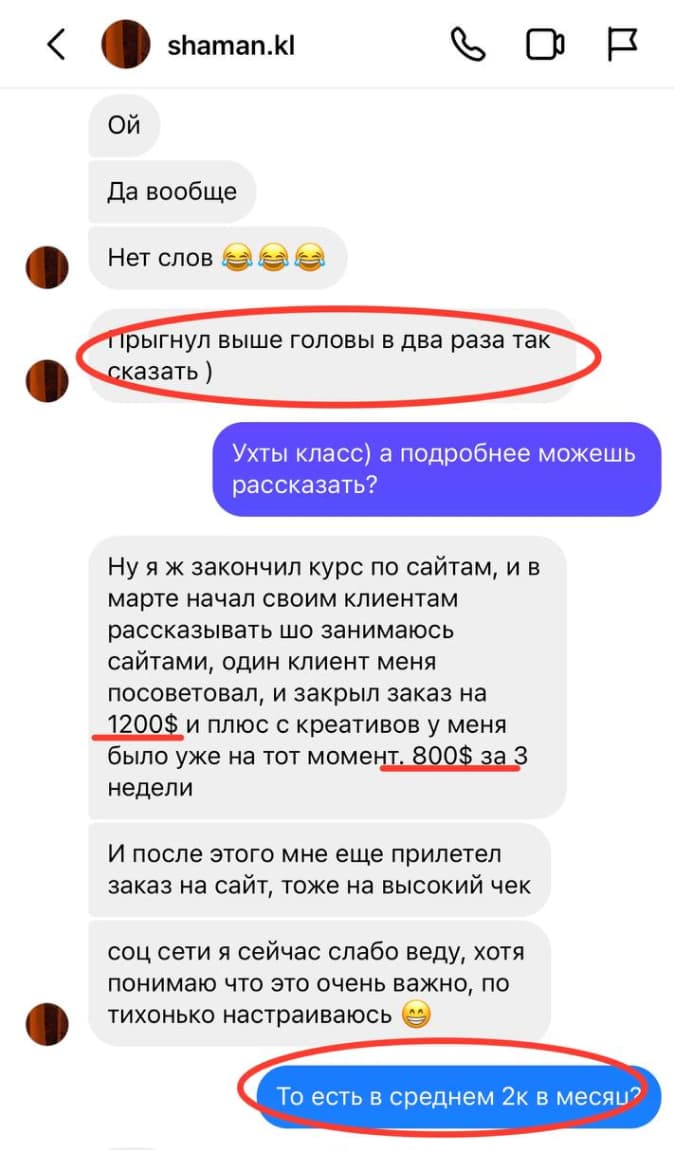 shaman.kl
Ой
Да вообще
Нет слов 😂😂😂
Прыгнул выше головы в два раза так
сказать )
Ухты класс) а подробнее можешь
рассказать?
Ну я ж закончил курс по сайтам, и в
марте начал своим клиентам
рассказывать шо занимаюсь
сайтами, один клиент меня
посоветовал, и закрыл заказ на
1200$ и плюс с креативов у меня
было уже на тот момент. 800$ за 3
недели
И после этого мне еще прилетел
заказ на сайт, тоже на высокий чек
соц сети я сейчас слабо веду, хотя
понимаю что это очень важно, по
тихонько настраиваюсь 😁
То есть в среднем 2к в месяц?